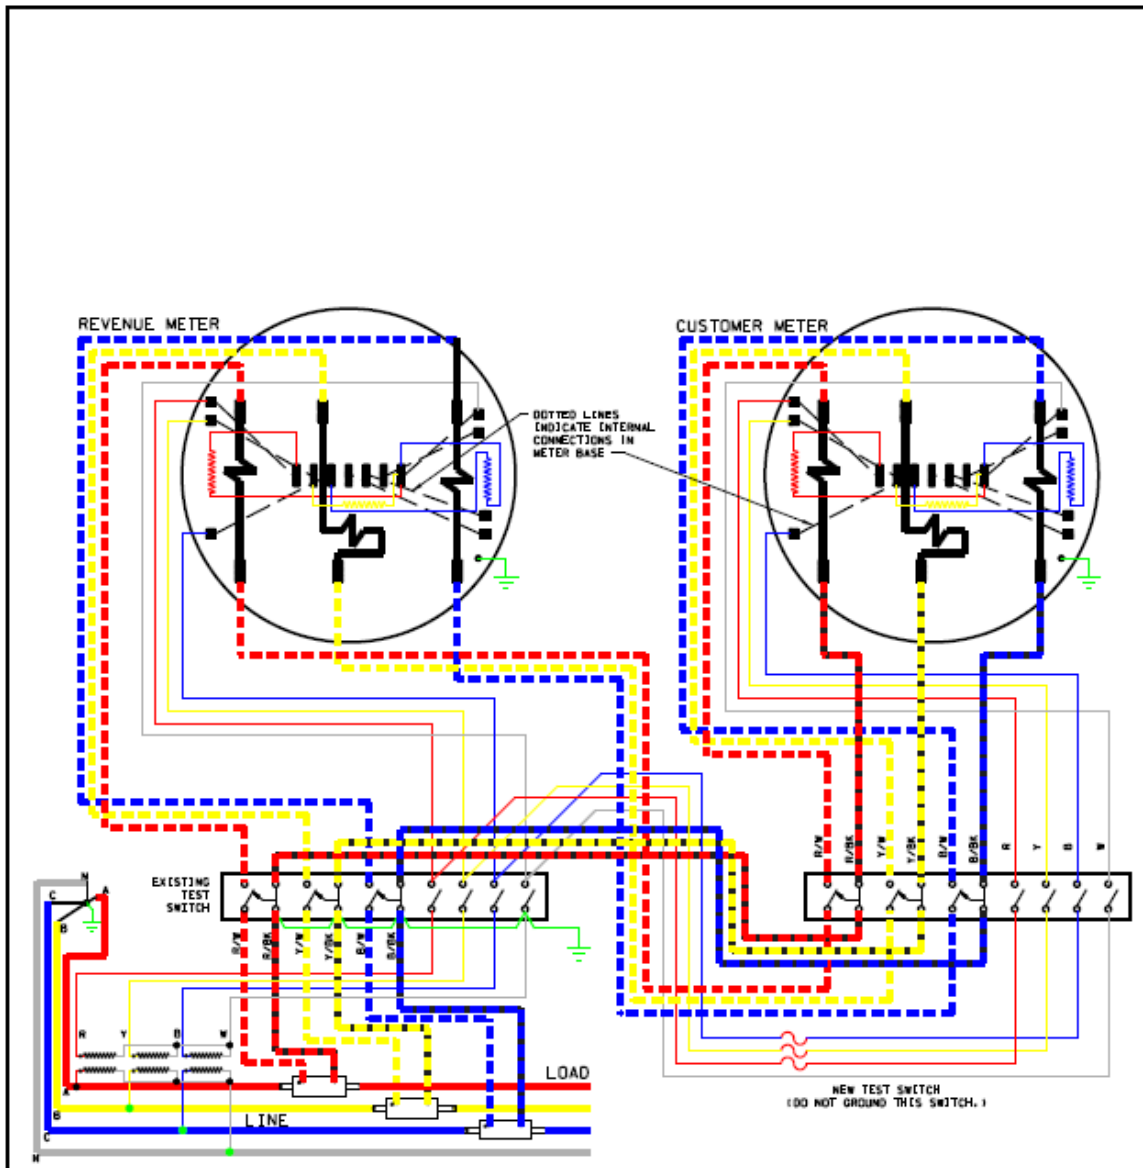 REVENUE METER
CUSTOMER METER
DOTTED LINES
INDICATE INTERNAL
CONNECTIONS IN
METER BASE
EXISTING
TEST
SWITCH
R/W
R/BK
Y/W
Y/BK
B/W
B/BK
R/W
R/BK
Y/W
Y/BK
B/W
B/BK
R
Y
B
W
N
C
A
B
R
Y
B
W
A
B
C
N
LOAD
LINE
NEW TEST SWITCH
(DO NOT GROUND THIS SWITCH.)